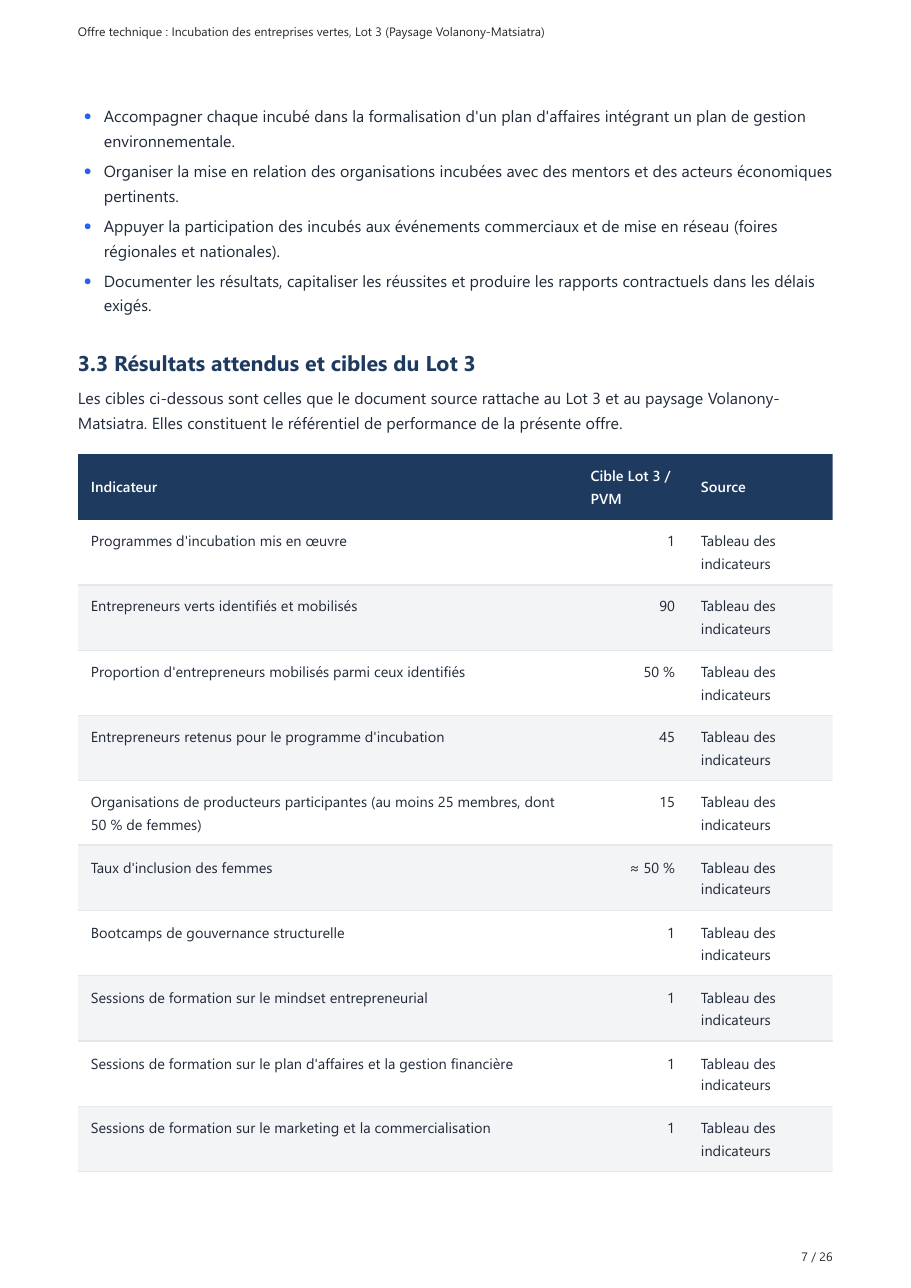 Offre technique : Incubation des entreprises vertes, Lot 3 (Paysage Volanony-Matsiatra)
• Accompagner chaque incubé dans la formalisation d'un plan d'affaires intégrant un plan de gestion
environnementale.
• Organiser la mise en relation des organisations incubées avec des mentors et des acteurs économiques
pertinents.
• Appuyer la participation des incubés aux événements commerciaux et de mise en réseau (foires
régionales et nationales).
• Documenter les résultats, capitaliser les réussites et produire les rapports contractuels dans les délais
exigés.
3.3 Résultats attendus et cibles du Lot 3
Les cibles ci-dessous sont celles que le document source rattache au Lot 3 et au paysage Volanony-
Matsiatra. Elles constituent le référentiel de performance de la présente offre.
Indicateur Cible Lot 3 / Source
PVM
Programmes d'incubation mis en œuvre 1 Tableau des
indicateurs
Entrepreneurs verts identifiés et mobilisés 90 Tableau des
indicateurs
Proportion d'entrepreneurs mobilisés parmi ceux identifiés 50 % Tableau des
indicateurs
Entrepreneurs retenus pour le programme d'incubation 45 Tableau des
indicateurs
Organisations de producteurs participantes (au moins 25 membres, dont 15 Tableau des
50 % de femmes) indicateurs
Taux d'inclusion des femmes ≈ 50 % Tableau des
indicateurs
Bootcamps de gouvernance structurelle 1 Tableau des
indicateurs
Sessions de formation sur le mindset entrepreneurial 1 Tableau des
indicateurs
Sessions de formation sur le plan d'affaires et la gestion financière 1 Tableau des
indicateurs
Sessions de formation sur le marketing et la commercialisation 1 Tableau des
indicateurs
7 / 26